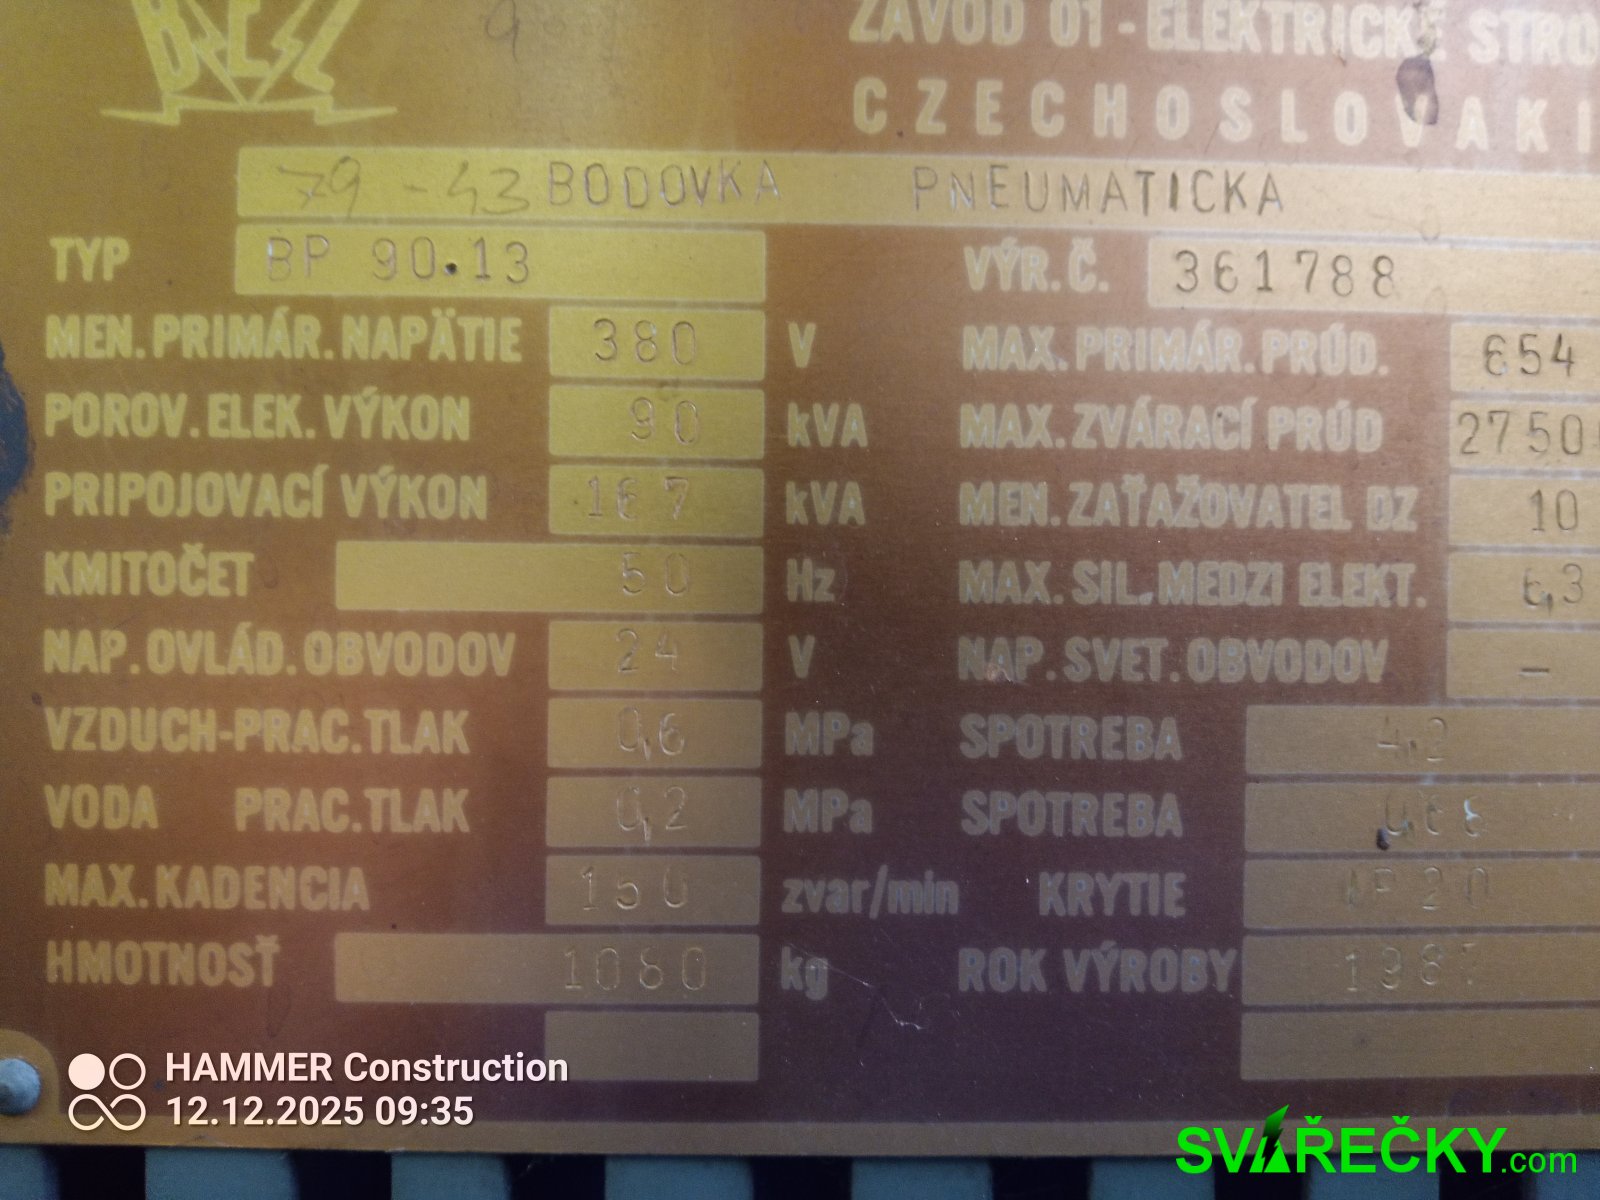 BEZ
ZÁVOD 01 - ELEKTRICKÉ STRO
CZECHOSLOVAKI
79 - 43 BODOVKA PNEUMATICKA
TYP BP 90.13 VÝR.Č. 361788
MEN.PRIMÁR.NAPÄTIE 380 V MAX.PRIMÁR.PRÚD. 654
POROV.ELEK.VÝKON 90 kVA MAX.ZVÁRACÍ PRÚD 2750
PRIPOJOVACÍ VÝKON 167 kVA MEN.ZAŤAŽOVATEL DZ 10
KMITOČET 50 Hz MAX.SIL.MEDZI ELEKT. 6,3
NAP.OVLÁD.OBVODOV 24 V NAP.SVET.OBVODOV –
VZDUCH-PRAC.TLAK 0,6 MPa SPOTREBA 4,2
VODA PRAC.TLAK 0,2 MPa SPOTREBA
MAX.KADENCIA 150 zvar/min KRYTIE IP 20
HMOTNOSŤ 1080 kg ROK VÝROBY
HAMMER Construction
12.12.2025 09:35
SVÁŘEČKY.com